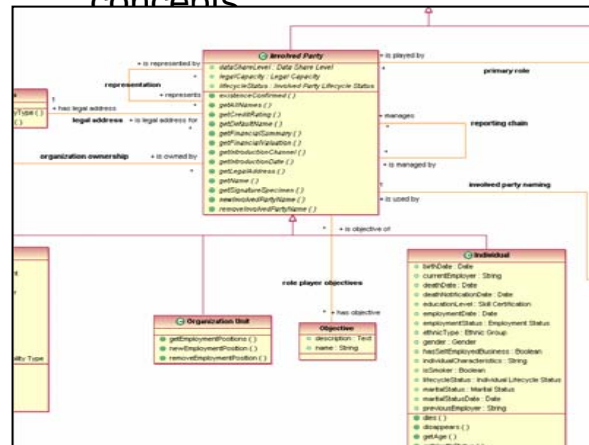 concepts
Involved Party
dataShareLevel : Data Share Level
legalCapacity : Legal Capacity
lifecycleStatus : Involved Party Lifecycle Status
existenceConfirmed ( )
getAllNames ( )
getCreditRating ( )
getDefaultName ( )
getFinancialSummary ( )
getFinancialValuation ( )
getIntroductionChannel ( )
getIntroductionDate ( )
getLegalAddress ( )
getName ( )
getSignatureSpecimens ( )
newInvolvedPartyName ( )
removeInvolvedPartyName ( )
+ is represented by
*
representation
+ represents
*
1
+ has legal address
legal address
+ is legal address for
*
organization ownership
+ is owned by
*
+ is played by
primary role
+ manages
*
reporting chain
*
+ is managed by
1
involved party naming
+ is used by
*
+ is objective of
role player objectives
*
+ has objective
Organization Unit
getEmploymentPositions ( )
newEmploymentPosition ( )
removeEmploymentPosition ( )
Objective
description : Text
name : String
ality Type
Individual
birthDate : Date
currentEmployer : String
deathDate : Date
deathNotificationDate : Date
educationLevel : Skill Certification
employmentDate : Date
employmentStatus : Employment Status
ethnicType : Ethnic Group
gender : Gender
hasSelfEmployedBusiness : Boolean
individualCharacteristics : String
isSmoker : Boolean
lifecycleStatus : Individual Lifecycle Status
maritalStatus : Marital Status
maritalStatusDate : Date
previousEmployer : String
dies ( )
disappears ( )
getAge ( )